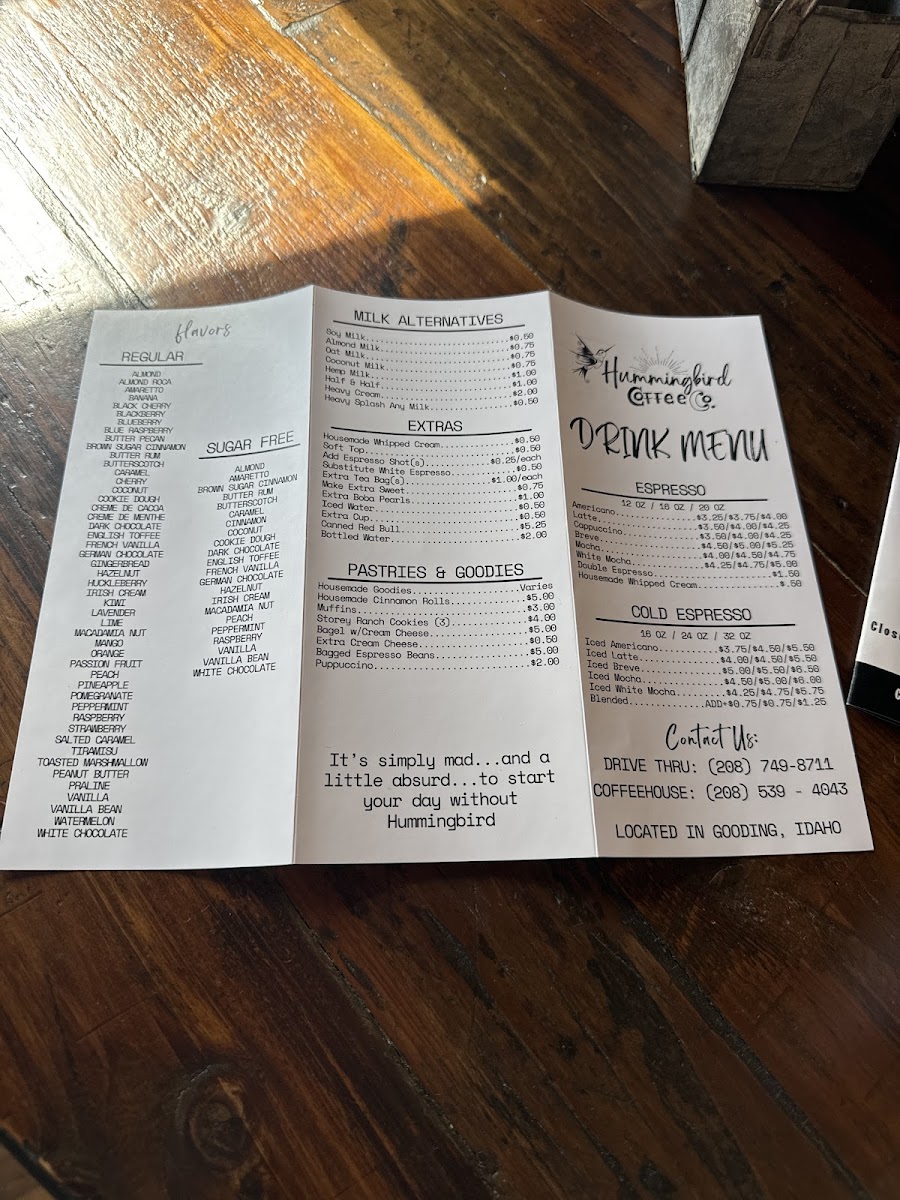 flavors
REGULAR
ALMOND
ALMOND ROCA
AMARETTO
BANANA
BLACK CHERRY
BLACKBERRY
BLUEBERRY
BLUE RASPBERRY
BUTTER PECAN
BROWN SUGAR CINNAMON
BUTTER RUM
BUTTERSCOTCH
CARAMEL
CHERRY
COCONUT
COOKIE DOUGH
CREME DE CACOA
CREME DE MENTHE
DARK CHOCOLATE
ENGLISH TOFFEE
FRENCH VANILLA
GERMAN CHOCOLATE
GINGERBREAD
HAZELNUT
HUCKLEBERRY
IRISH CREAM
KIWI
LAVENDER
LIME
MACADAMIA NUT
MANGO
ORANGE
PASSION FRUIT
PEACH
PINEAPPLE
POMEGRANATE
PEPPERMINT
RASPBERRY
STRAWBERRY
SALTED CARAMEL
TIRAMISU
TOASTED MARSHMALLOW
PEANUT BUTTER
PRALINE
VANILLA
VANILLA BEAN
WATERMELON
WHITE CHOCOLATE
SUGAR FREE
ALMOND
AMARETTO
BROWN SUGAR CINNAMON
BUTTER RUM
BUTTERSCOTCH
CARAMEL
CINNAMON
COCONUT
COOKIE DOUGH
DARK CHOCOLATE
ENGLISH TOFFEE
FRENCH VANILLA
GERMAN CHOCOLATE
HAZELNUT
IRISH CREAM
MACADAMIA NUT
PEACH
PEPPERMINT
RASPBERRY
VANILLA
VANILLA BEAN
WHITE CHOCOLATE
MILK ALTERNATIVES
Soy Milk...$0.50
Almond Milk...$0.75
Oat Milk...$0.75
Coconut Milk...$0.75
Hemp Milk...$1.00
Half & Half...$1.00
Heavy Cream...$2.00
Heavy Splash Any Milk...$0.50
EXTRAS
Housemade Whipped Cream...$0.50
Soft Top...$0.50
Add Espresso Shot(s)...$0.25/each
Substitute White Espresso...$0.50
Extra Tea Bag(s)...$1.00/each
Make Extra Sweet...$0.75
Extra Boba Pearls...$1.00
Iced Water...$0.50
Extra Cup...$0.50
Canned Red Bull...$5.25
Bottled Water...$2.00
PASTRIES & GOODIES
Housemade Goodies...Varies
Housemade Cinnamon Rolls...$5.00
Muffins...$3.00
Storey Ranch Cookies (3)...$4.00
Bagel w/Cream Cheese...$5.00
Extra Cream Cheese...$0.50
Bagged Espresso Beans...$5.00
Puppuccino...$2.00
It's simply mad...and a
little absurd...to start
your day without
Hummingbird
Hummingbird
COFFEE CO.
DRINK MENU
ESPRESSO
12 OZ / 16 OZ / 20 OZ
Americano...$3.25/$3.75/$4.00
Latte...$3.50/$4.00/$4.25
Cappuccino...$3.50/$4.00/$4.25
Breve...$4.50/$5.00/$5.25
Mocha...$4.00/$4.50/$4.75
White Mocha...$4.25/$4.75/$5.00
Double Espresso...$1.50
Housemade Whipped Cream...$.50
COLD ESPRESSO
16 OZ / 24 OZ / 32 OZ
Iced Americano...$3.75/$4.50/$5.50
Iced Latte...$4.00/$4.50/$5.50
Iced Breve...$5.00/$5.50/$6.50
Iced Mocha...$4.50/$5.00/$6.00
Iced White Mocha...$4.25/$4.75/$5.75
Blended...ADD+$0.75/$0.75/$1.25
Contact Us:
DRIVE THRU: (208) 749-8711
COFFEEHOUSE: (208) 539 - 4043
LOCATED IN GOODING, IDAHO